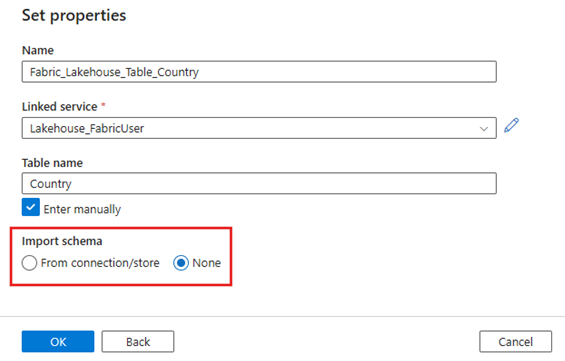 Set properties
Name
Fabric_Lakehouse_Table_Country
Linked service *
Lakehouse_FabricUser
Table name
Country
Enter manually
Import schema
From connection/store None
OK Back Cancel